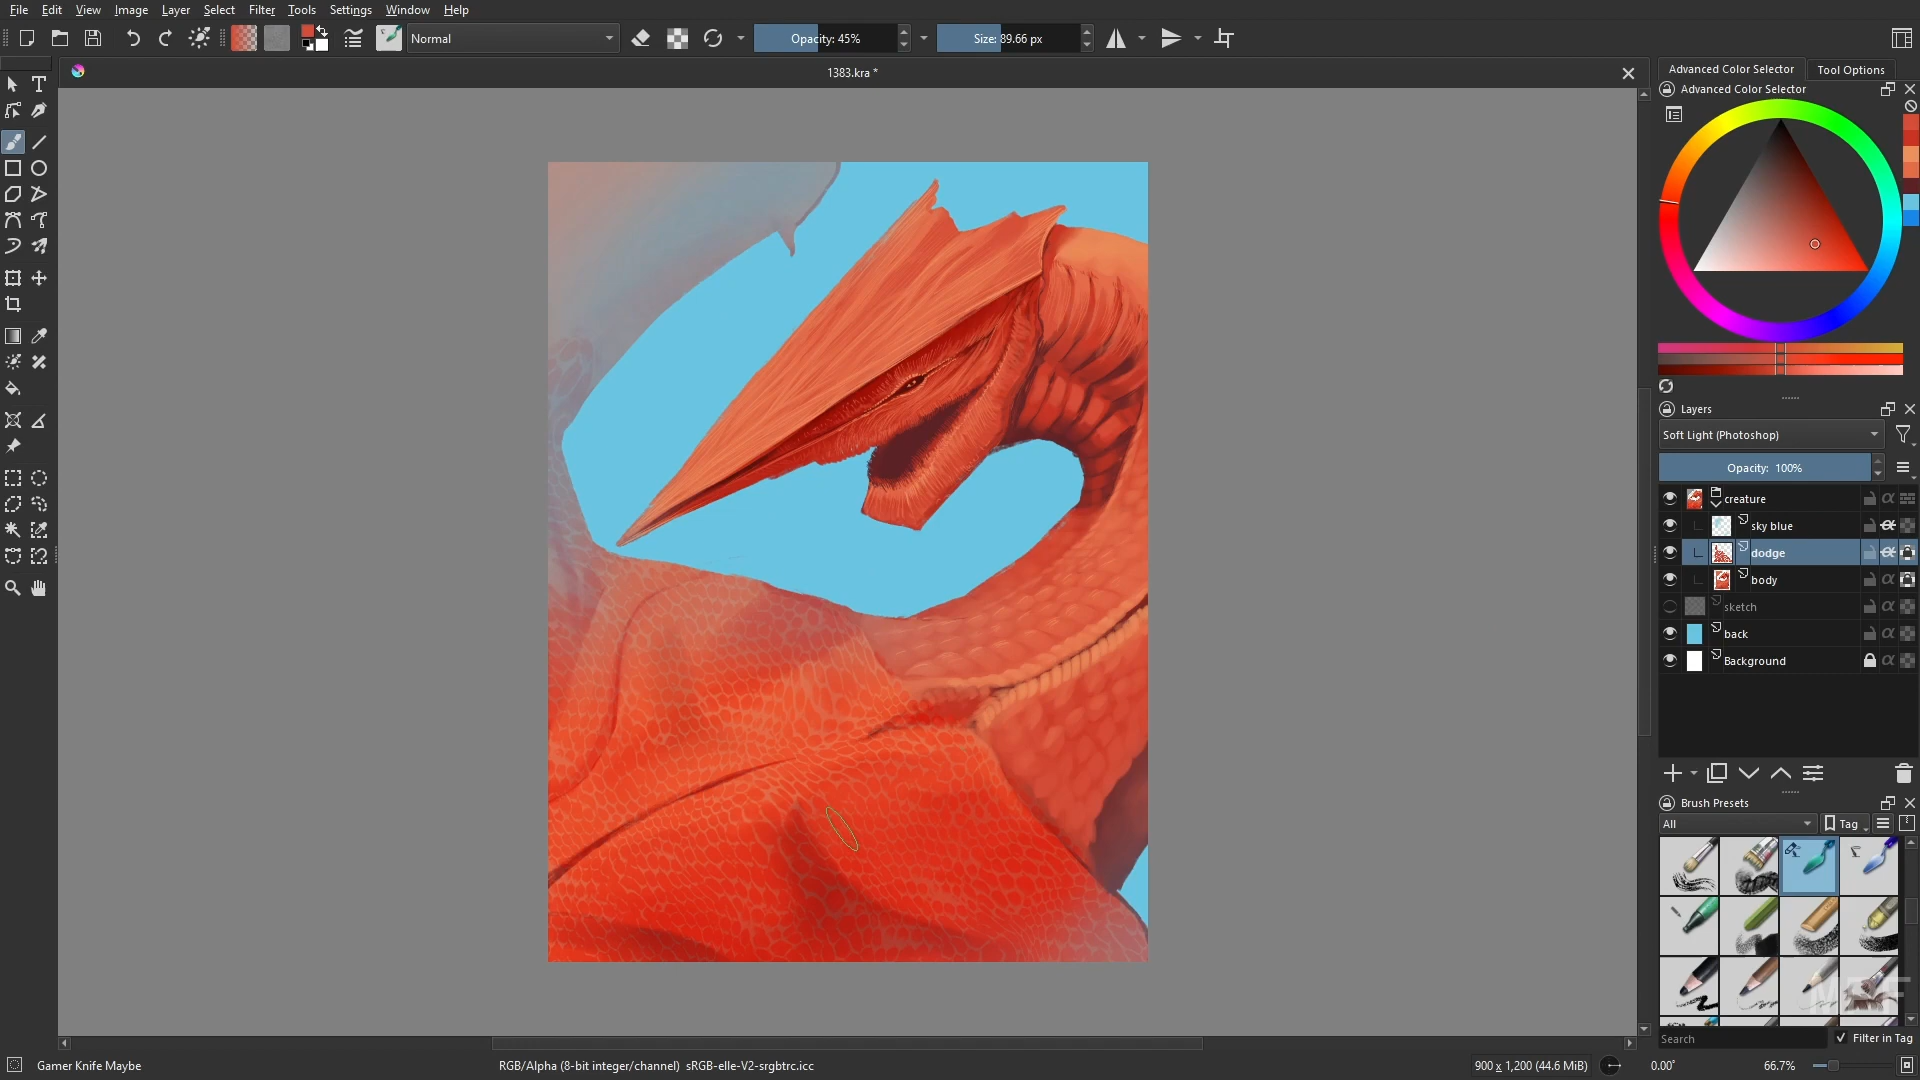 File Edit View Image Layer Select Filter Tools Settings Window Help
Normal
Opacity: 45%
Size: 89.66 px
1383.kra *
Advanced Color Selector
Tool Options
Advanced Color Selector
Layers
Soft Light (Photoshop)
Opacity: 100%
creature
sky blue
dodge
body
sketch
back
Background
Brush Presets
All
Tag
Search
Filter in Tag
Gamer Knife Maybe
RGB/Alpha (8-bit integer/channel) sRGB-elle-V2-srgbtrc.icc
900 x 1,200 (44.6 MiB)
0.00°
66.7%